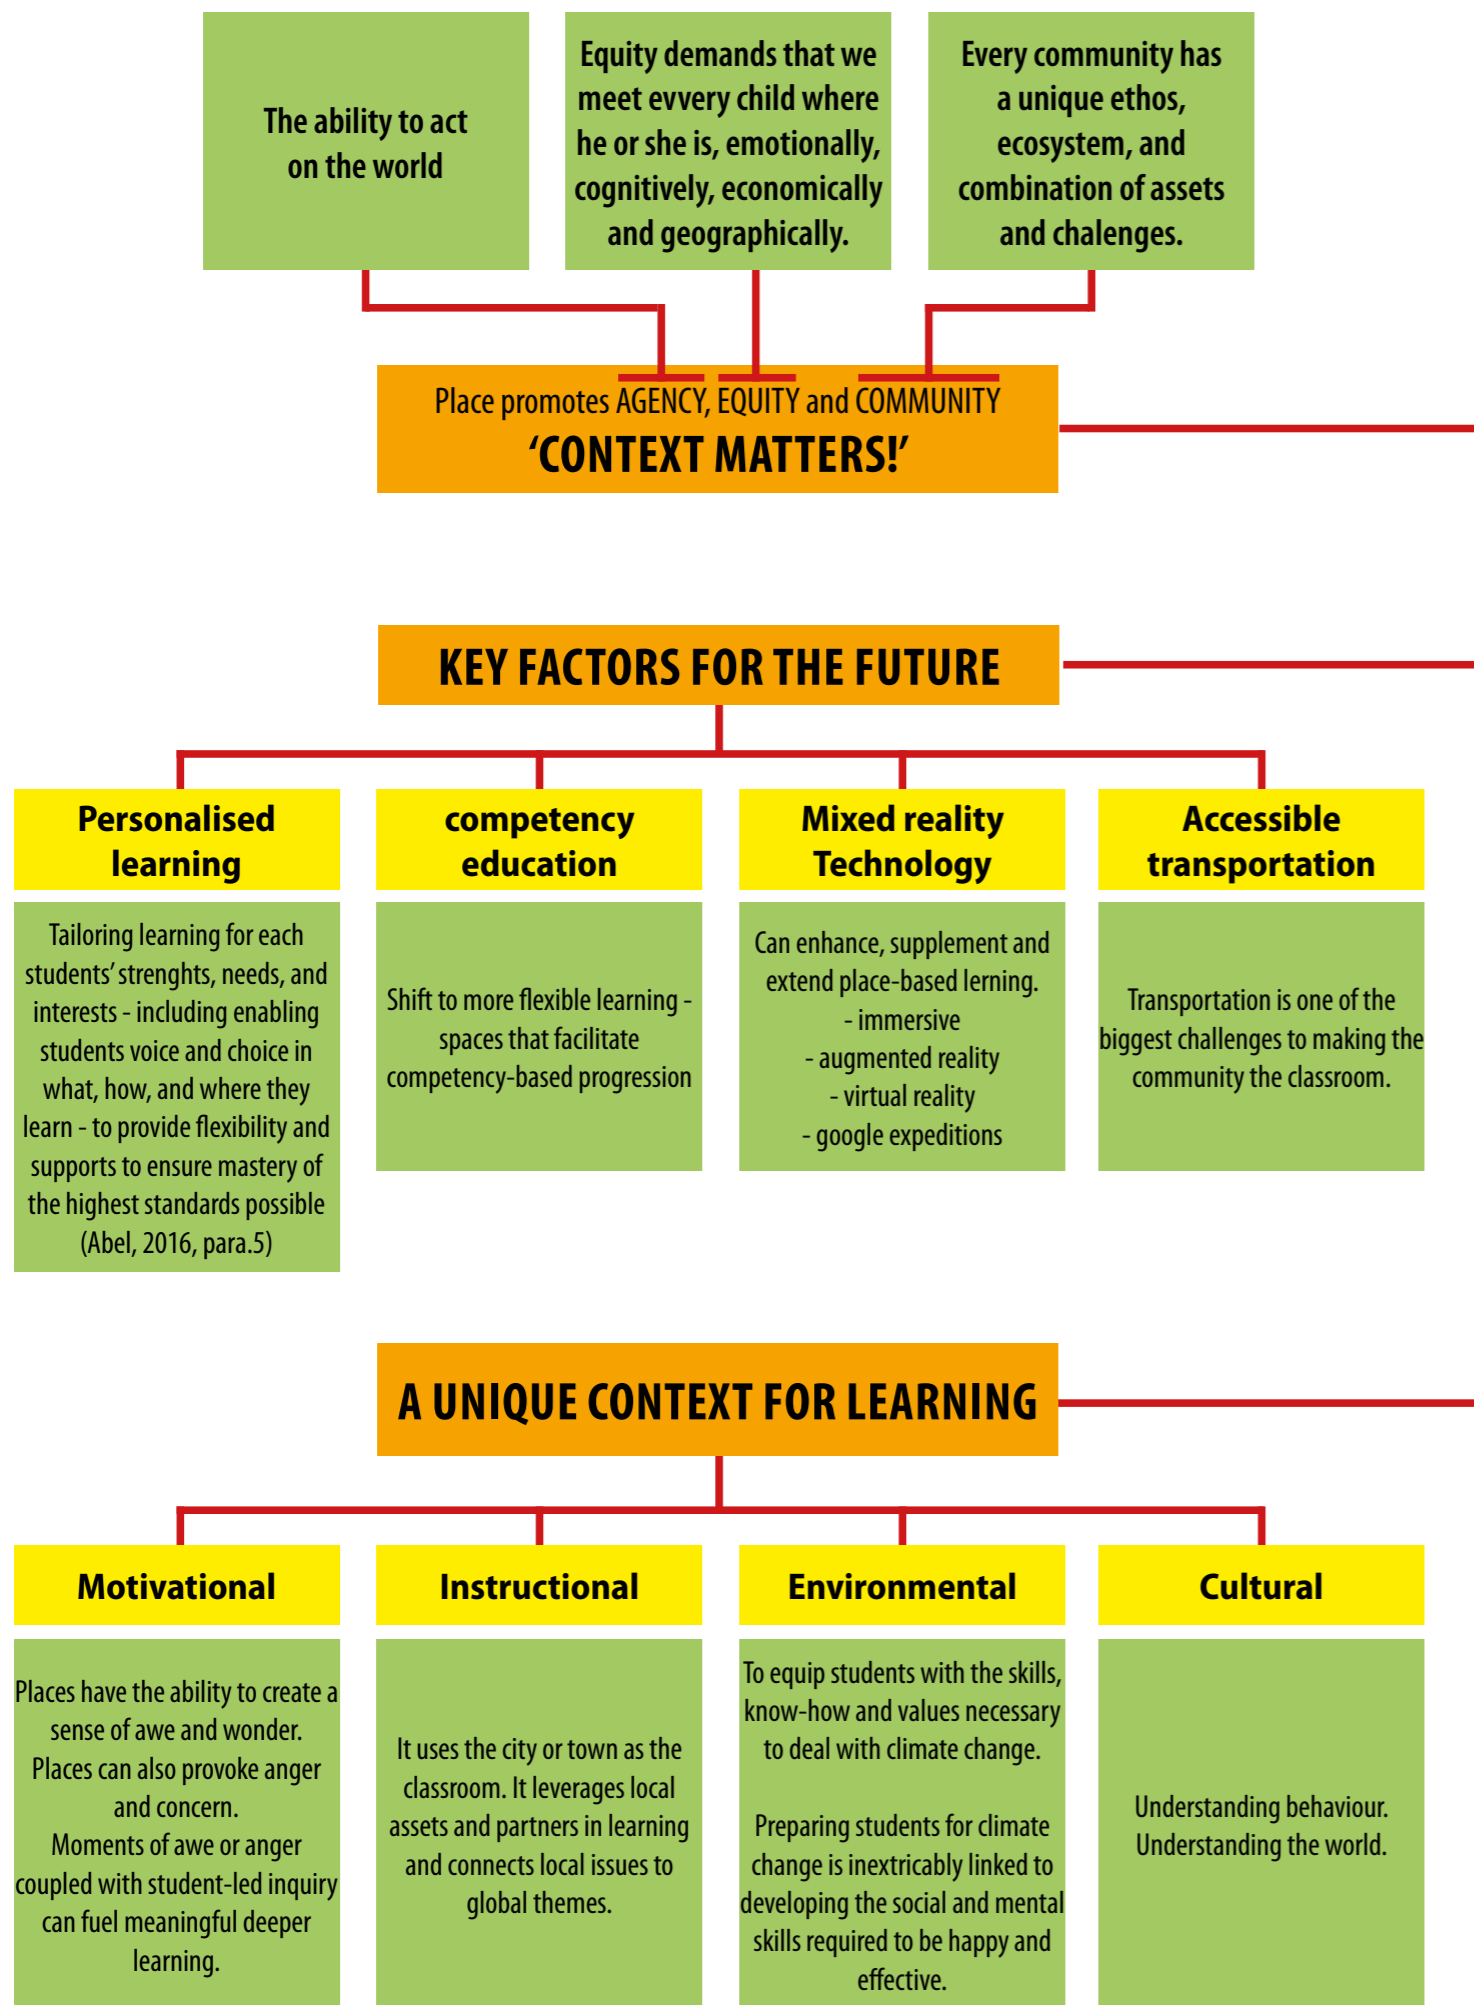 The ability to act
on the world
Equity demands that we
meet evvery child where
he or she is, emotionally,
cognitively, economically
and geographically.
Every community has
a unique ethos,
ecosystem, and
combination of assets
and chalenges.
Place promotes AGENCY, EQUITY and COMMUNITY
‘CONTEXT MATTERS!’
KEY FACTORS FOR THE FUTURE
Personalised
learning
Tailoring learning for each
students’ strenghts, needs, and
interests - including enabling
students voice and choice in
what, how, and where they
learn - to provide flexibility and
supports to ensure mastery of
the highest standards possible
(Abel, 2016, para.5)
competency
education
Shift to more flexible learning -
spaces that facilitate
competency-based progression
Mixed reality
Technology
Can enhance, supplement and
extend place-based lerning.
- immersive
- augmented reality
- virtual reality
- google expeditions
Accessible
transportation
Transportation is one of the
biggest challenges to making the
community the classroom.
A UNIQUE CONTEXT FOR LEARNING
Motivational
Places have the ability to create a
sense of awe and wonder.
Places can also provoke anger
and concern.
Moments of awe or anger
coupled with student-led inquiry
can fuel meaningful deeper
learning.
Instructional
It uses the city or town as the
classroom. It leverages local
assets and partners in learning
and connects local issues to
global themes.
Environmental
To equip students with the skills,
know-how and values necessary
to deal with climate change.
Preparing students for climate
change is inextricably linked to
developing the social and mental
skills required to be happy and
effective.
Cultural
Understanding behaviour.
Understanding the world.